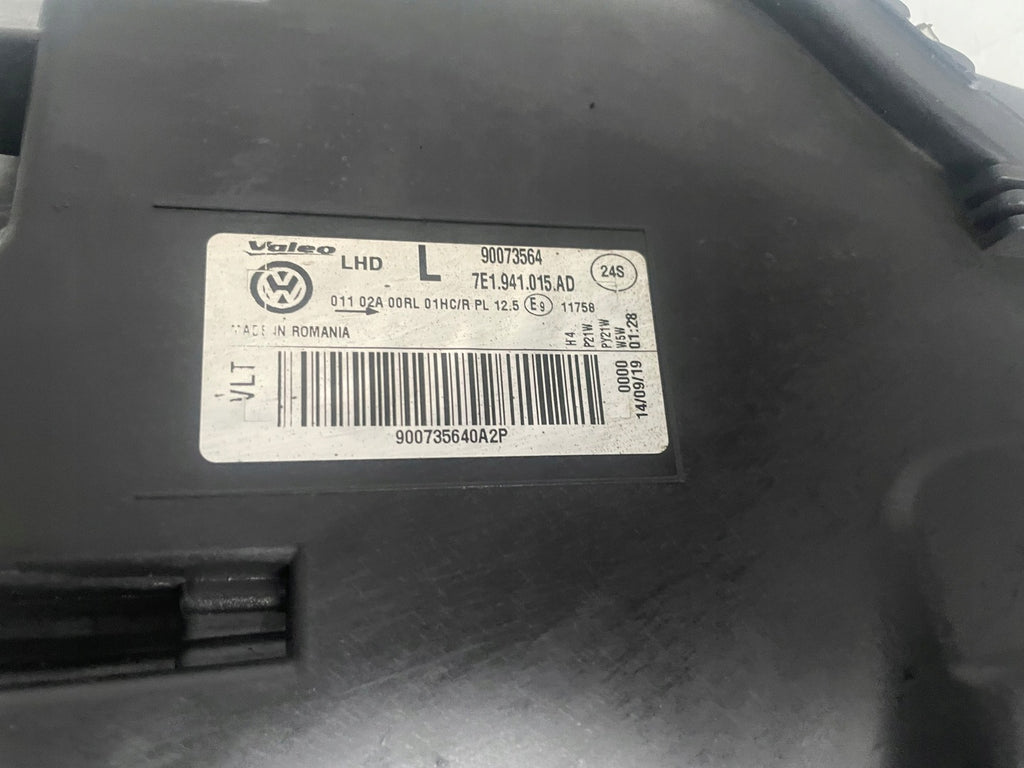 Valeo
LHD L 90073564
7E1.941.015.AD 24S
011 02A 00RL 01HC/R PL 12.5 E9 11758
MADE IN ROMANIA
H4
P21W
PY21W
W5W
01:28
VLT
0000
14/09/19
900735640A2P